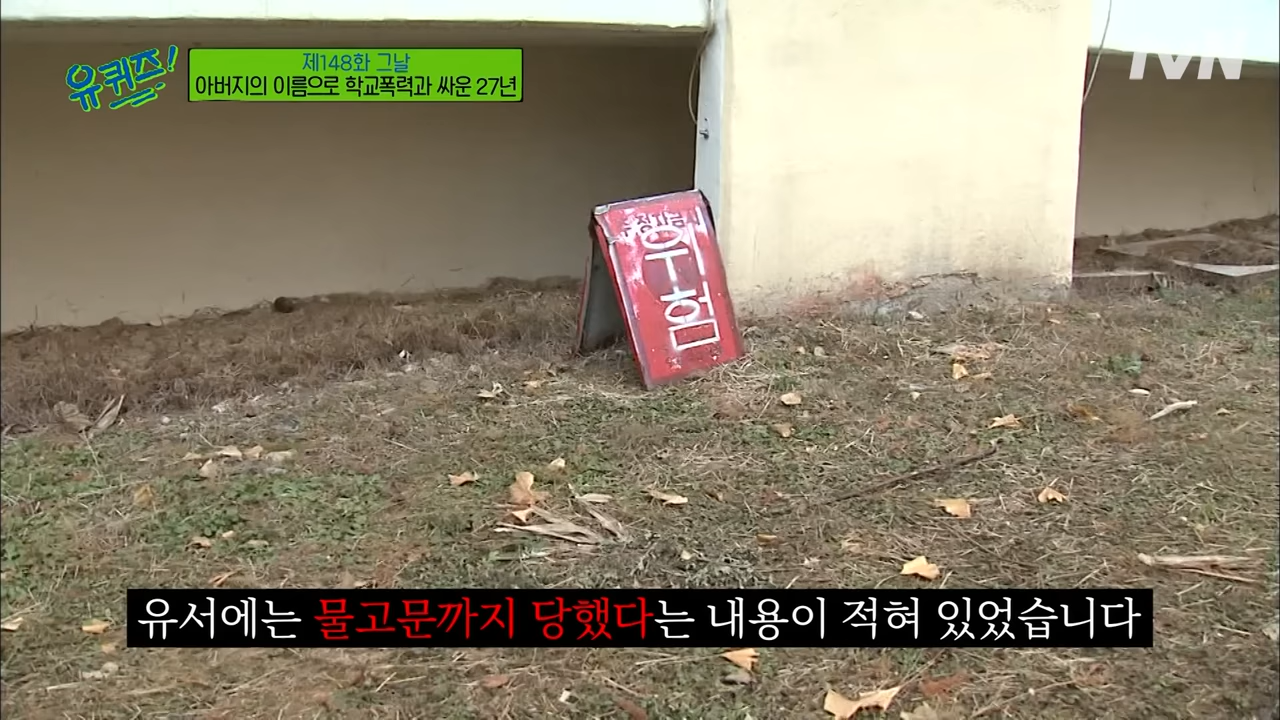 유퀴즈!
제148화 그날
아버지의 이름으로 학교폭력과 싸운 27년
tvN
위험
유서에는 물고문까지 당했다는 내용이 적혀 있었습니다